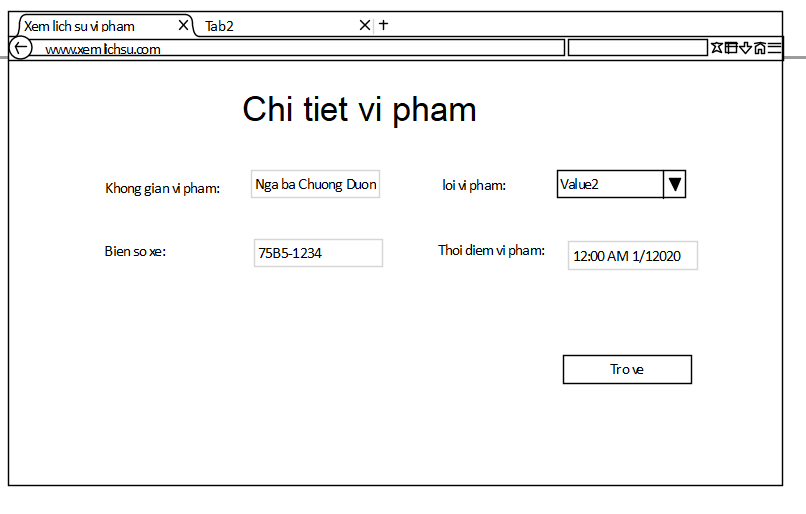 Xem lich su vi pham
Tab2
www.xemlichsu.com
Chi tiet vi pham
Khong gian vi pham:
Nga ba Chuong Duon
loi vi pham:
Value2
Bien so xe:
75B5-1234
Thoi diem vi pham:
12:00 AM 1/12020
Tro ve